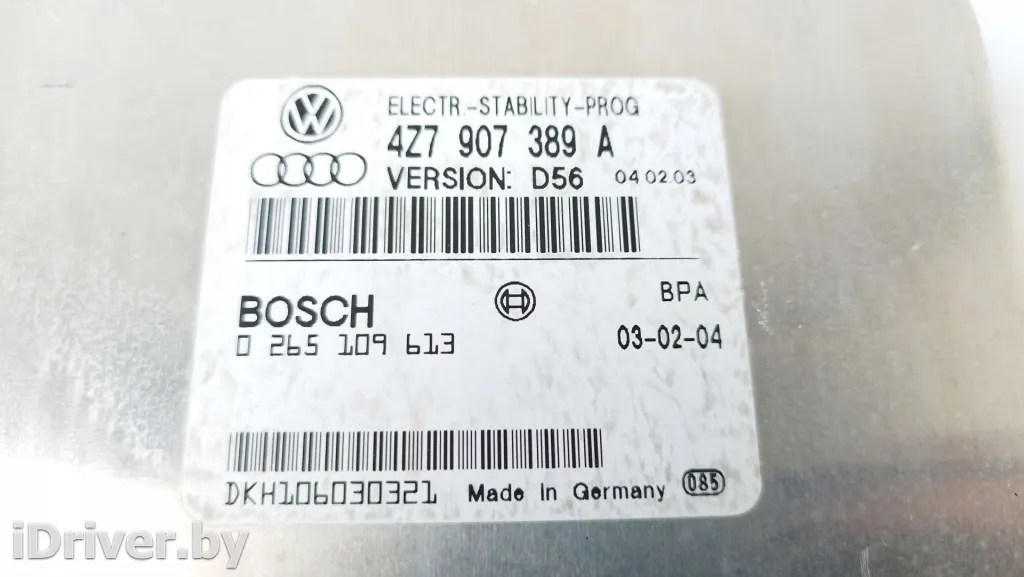 ELECTR.-STABILITY-PROG
4Z7 907 389 A
VERSION: D56 04 02.03
BOSCH
BPA
0 265 109 613
03-02-04
DKH106030321 Made in Germany 085
iDriver.by